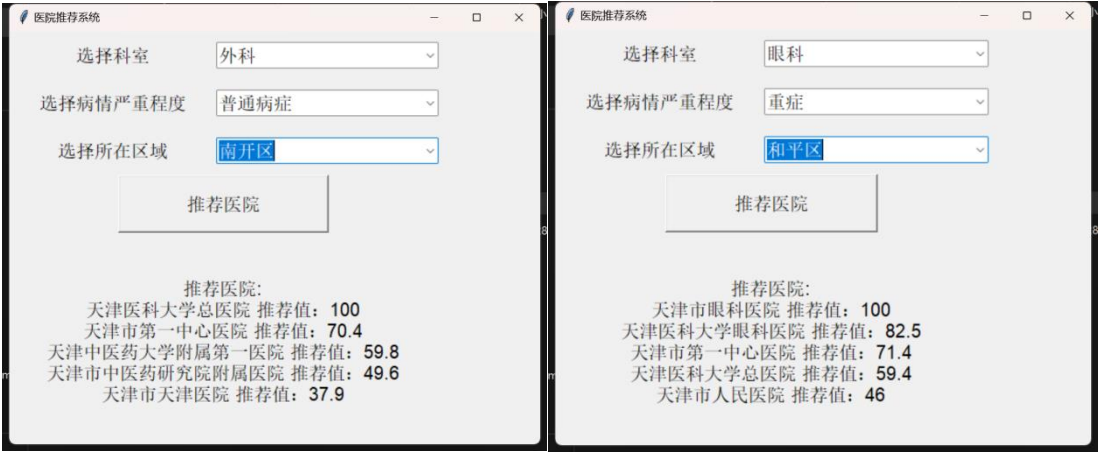 医院推荐系统
选择科室
外科
选择病情严重程度
普通病症
选择所在区域
南开区
推荐医院
推荐医院:
天津医科大学总医院 推荐值：100
天津市第一中心医院 推荐值：70.4
天津中医药大学附属第一医院 推荐值：59.8
天津市中医药研究院附属医院 推荐值：49.6
天津市天津医院 推荐值：37.9
医院推荐系统
选择科室
眼科
选择病情严重程度
重症
选择所在区域
和平区
推荐医院
推荐医院:
天津市眼科医院 推荐值：100
天津医科大学眼科医院 推荐值：82.5
天津市第一中心医院 推荐值：71.4
天津医科大学总医院 推荐值：59.4
天津市人民医院 推荐值：46